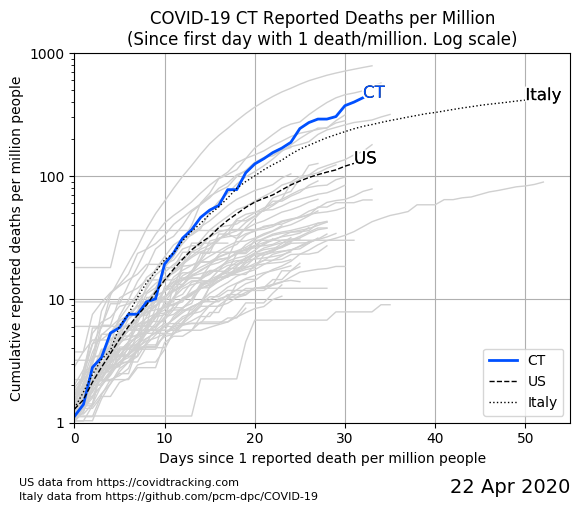 COVID-19 CT Reported Deaths per Million
(Since first day with 1 death/million. Log scale)
Cumulative reported deaths per million people
1000
100
10
1
CT
Italy
US
CT
US
Italy
0
10
20
30
40
50
Days since 1 reported death per million people
US data from https://covidtracking.com
Italy data from https://github.com/pcm-dpc/COVID-19
22 Apr 2020